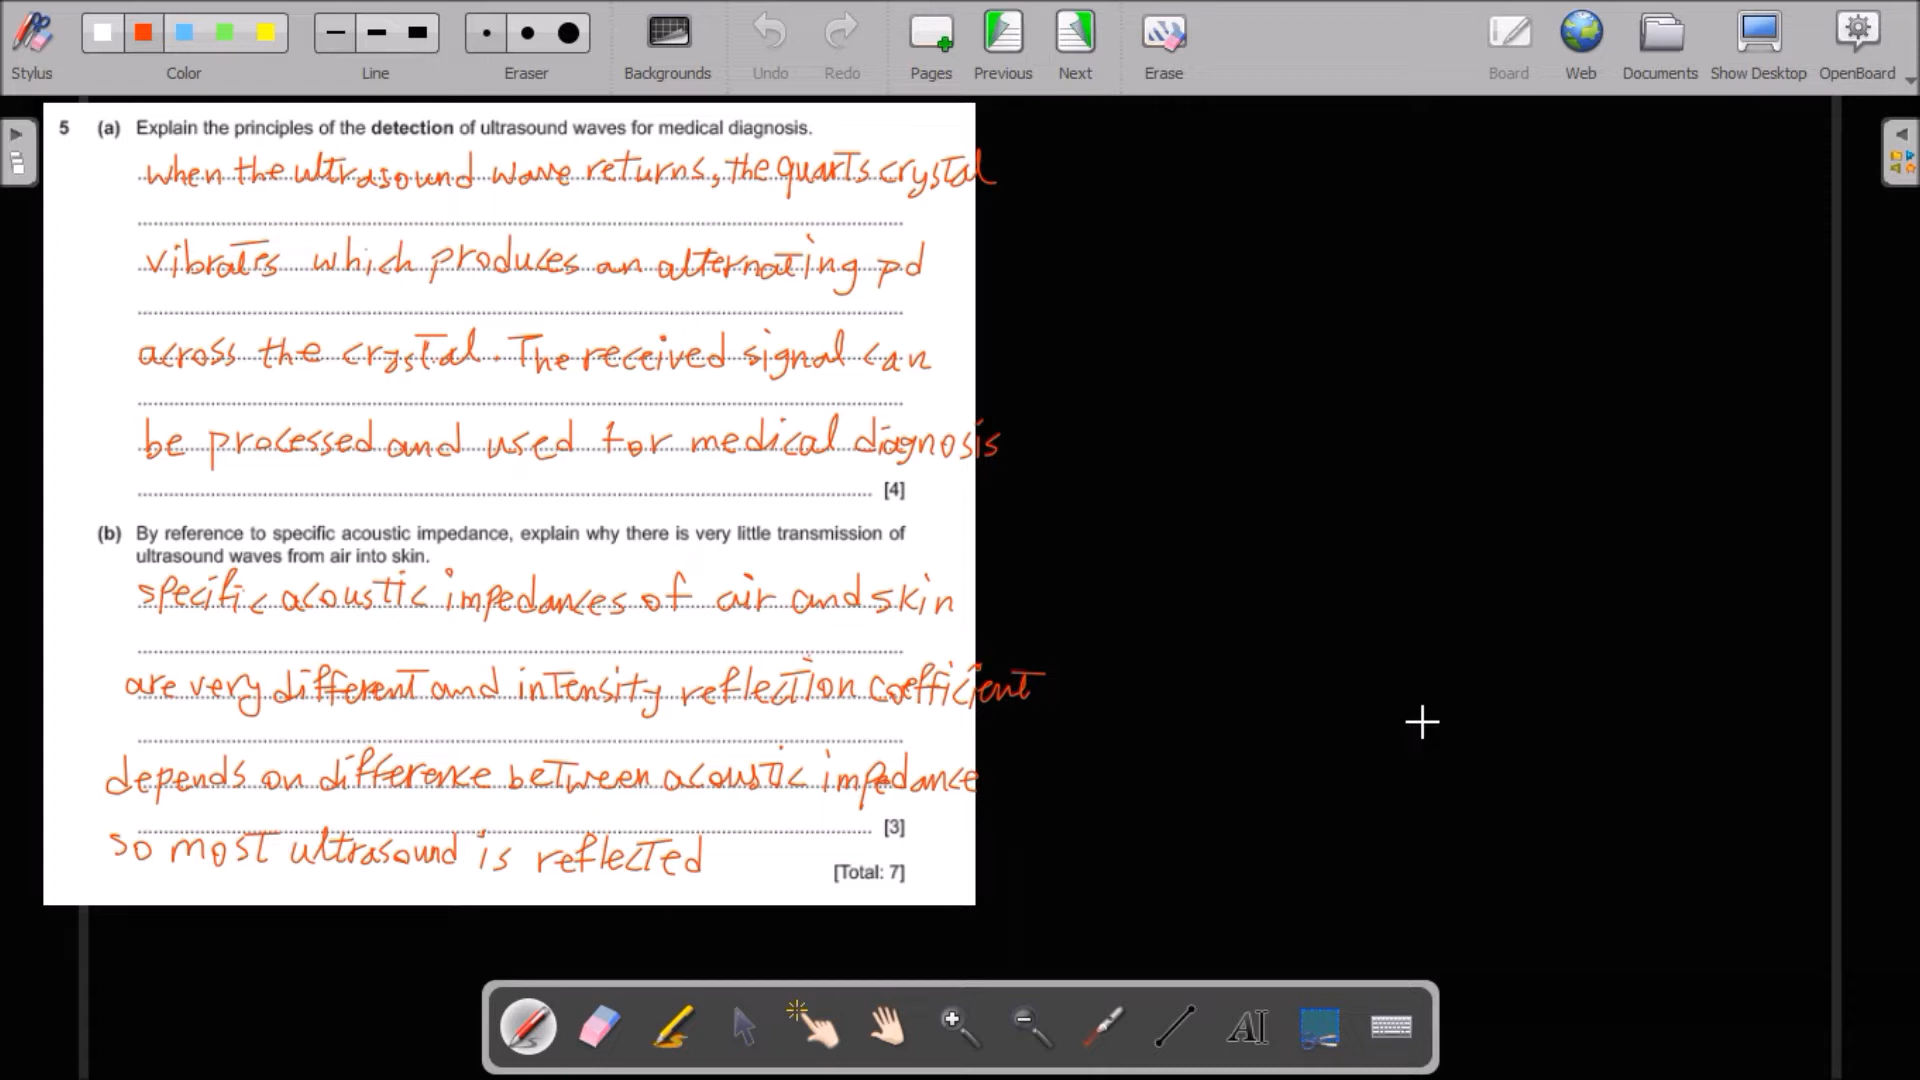 Stylus Color Line Eraser Backgrounds Undo Redo Pages Previous Next Erase Board Web Documents Show Desktop OpenBoard
5 (a) Explain the principles of the detection of ultrasound waves for medical diagnosis.
when the ultrasound wave returns, the quarts crystal
vibrates which produces an alternating pd
across the crystal. The received signal can
be processed and used for medical diagnosis
[4]
(b) By reference to specific acoustic impedance, explain why there is very little transmission of
ultrasound waves from air into skin.
specific acoustic impedances of air and skin
are very different and intensity reflection coefficient
depends on difference between acoustic impedance
[3]
so most ultrasound is reflected
[Total: 7]
AI